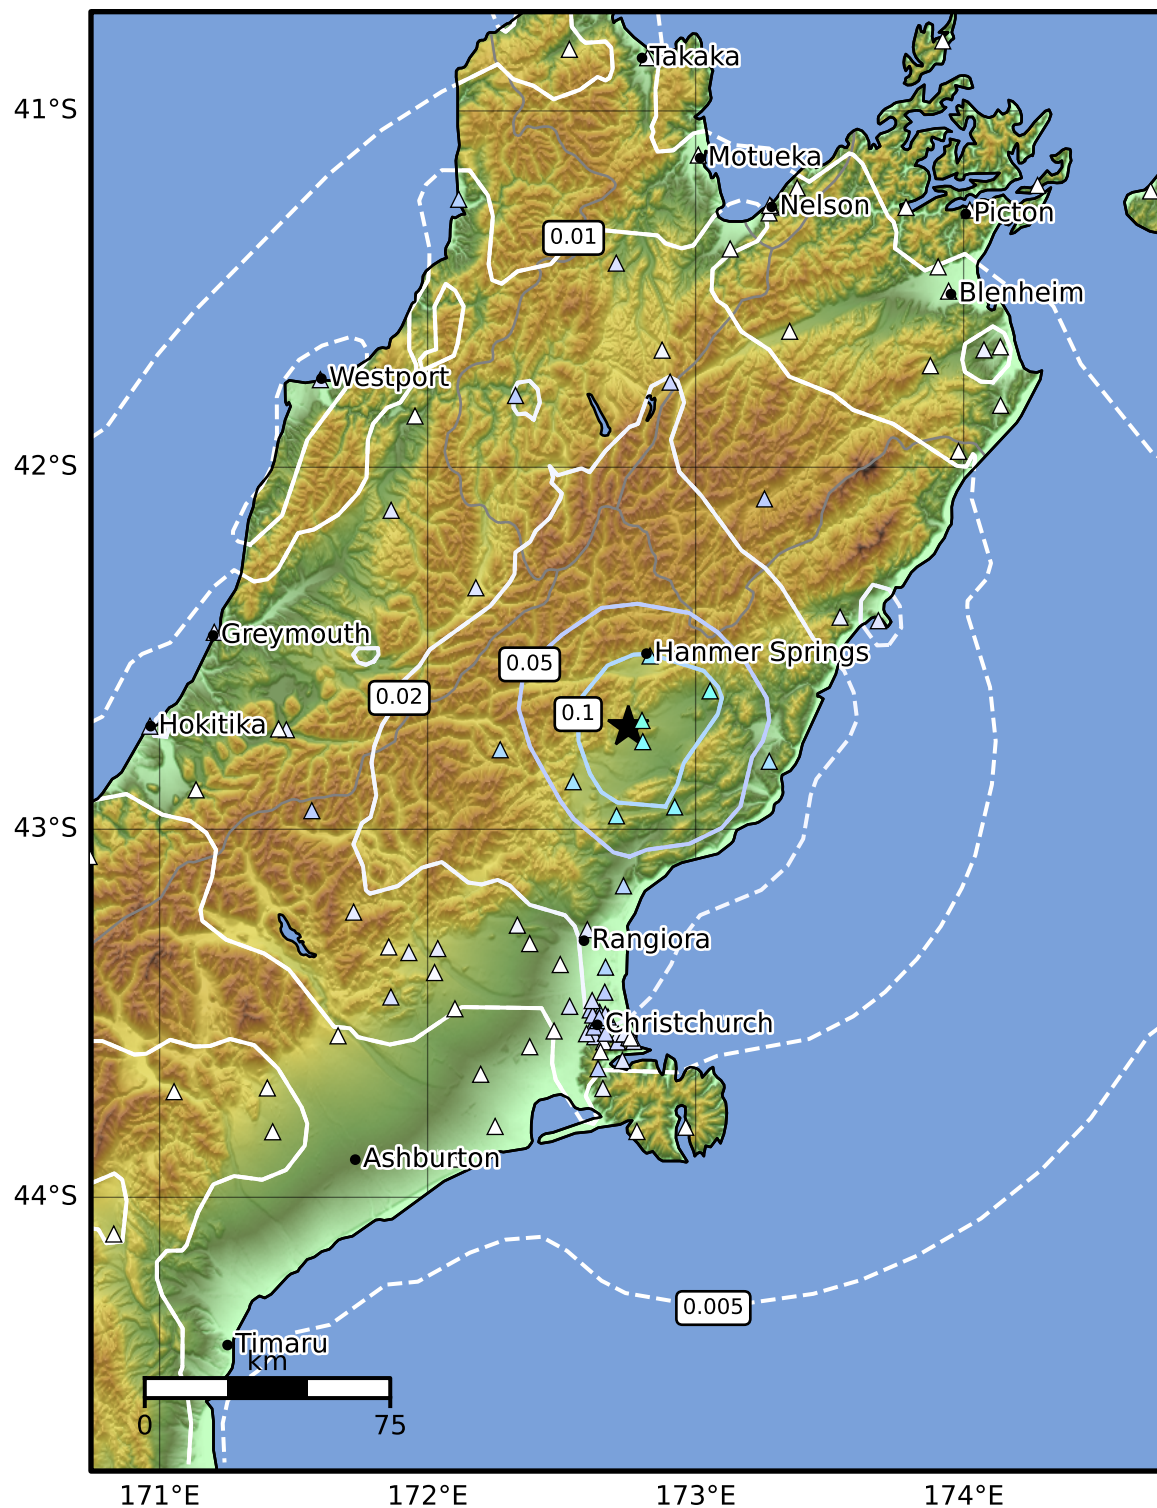 Takaka
41°S
Motueka
Nelson
Picton
0.01
Blenheim
Westport
42°S
Greymouth
Hanmer Springs
0.05
0.02
0.1
Hokitika
43°S
Rangiora
Christchurch
Ashburton
44°S
0.005
Timaru
km
0 75
171°E 172°E 173°E 174°E